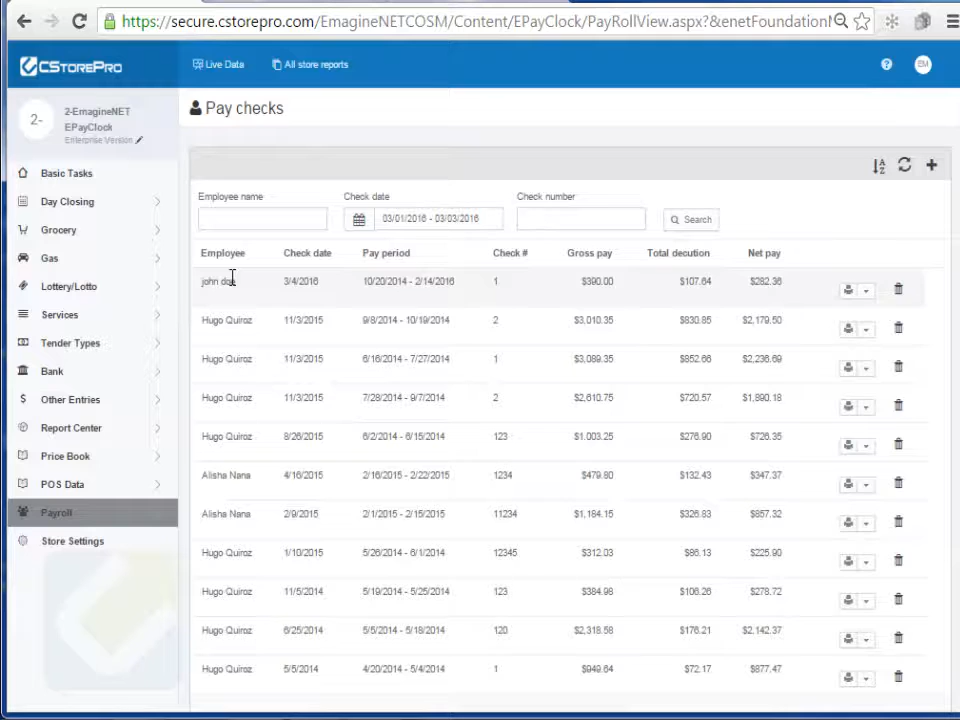 https://secure.cstorepro.com/EmagineNETCOSM/Content/EPayClock/PayRollView.aspx?&enetFoundationN
CSTOREPRO
Live Data
All store reports
?
EM
2-
2-EmagineNET
EPayClock
Enterprise Version
Pay checks
Basic Tasks
Day Closing
Grocery
Gas
Lottery/Lotto
Services
Tender Types
Bank
Other Entries
Report Center
Price Book
POS Data
Payroll
Store Settings
Employee name Check date Check number
03/01/2016 - 03/03/2016 Search
Employee Check date Pay period Check # Gross pay Total decution Net pay
john doe 3/4/2016 10/20/2014 - 2/14/2016 1 $390.00 $107.64 $282.36
Hugo Quiroz 11/3/2015 9/8/2014 - 10/19/2014 2 $3,010.35 $830.85 $2,179.50
Hugo Quiroz 11/3/2015 6/16/2014 - 7/27/2014 1 $3,089.35 $852.66 $2,236.69
Hugo Quiroz 11/3/2015 7/28/2014 - 9/7/2014 2 $2,610.75 $720.57 $1,890.18
Hugo Quiroz 8/26/2015 6/2/2014 - 6/15/2014 123 $1,003.25 $276.90 $726.35
Alisha Nana 4/16/2015 2/16/2015 - 2/22/2015 1234 $479.80 $132.43 $347.37
Alisha Nana 2/9/2015 2/1/2015 - 2/15/2015 11234 $1,184.15 $326.83 $857.32
Hugo Quiroz 1/10/2015 5/26/2014 - 6/1/2014 12345 $312.03 $86.13 $225.90
Hugo Quiroz 11/5/2014 5/19/2014 - 5/25/2014 123 $384.98 $106.26 $278.72
Hugo Quiroz 6/25/2014 5/5/2014 - 5/18/2014 120 $2,318.58 $176.21 $2,142.37
Hugo Quiroz 5/5/2014 4/20/2014 - 5/4/2014 1 $949.64 $72.17 $877.47